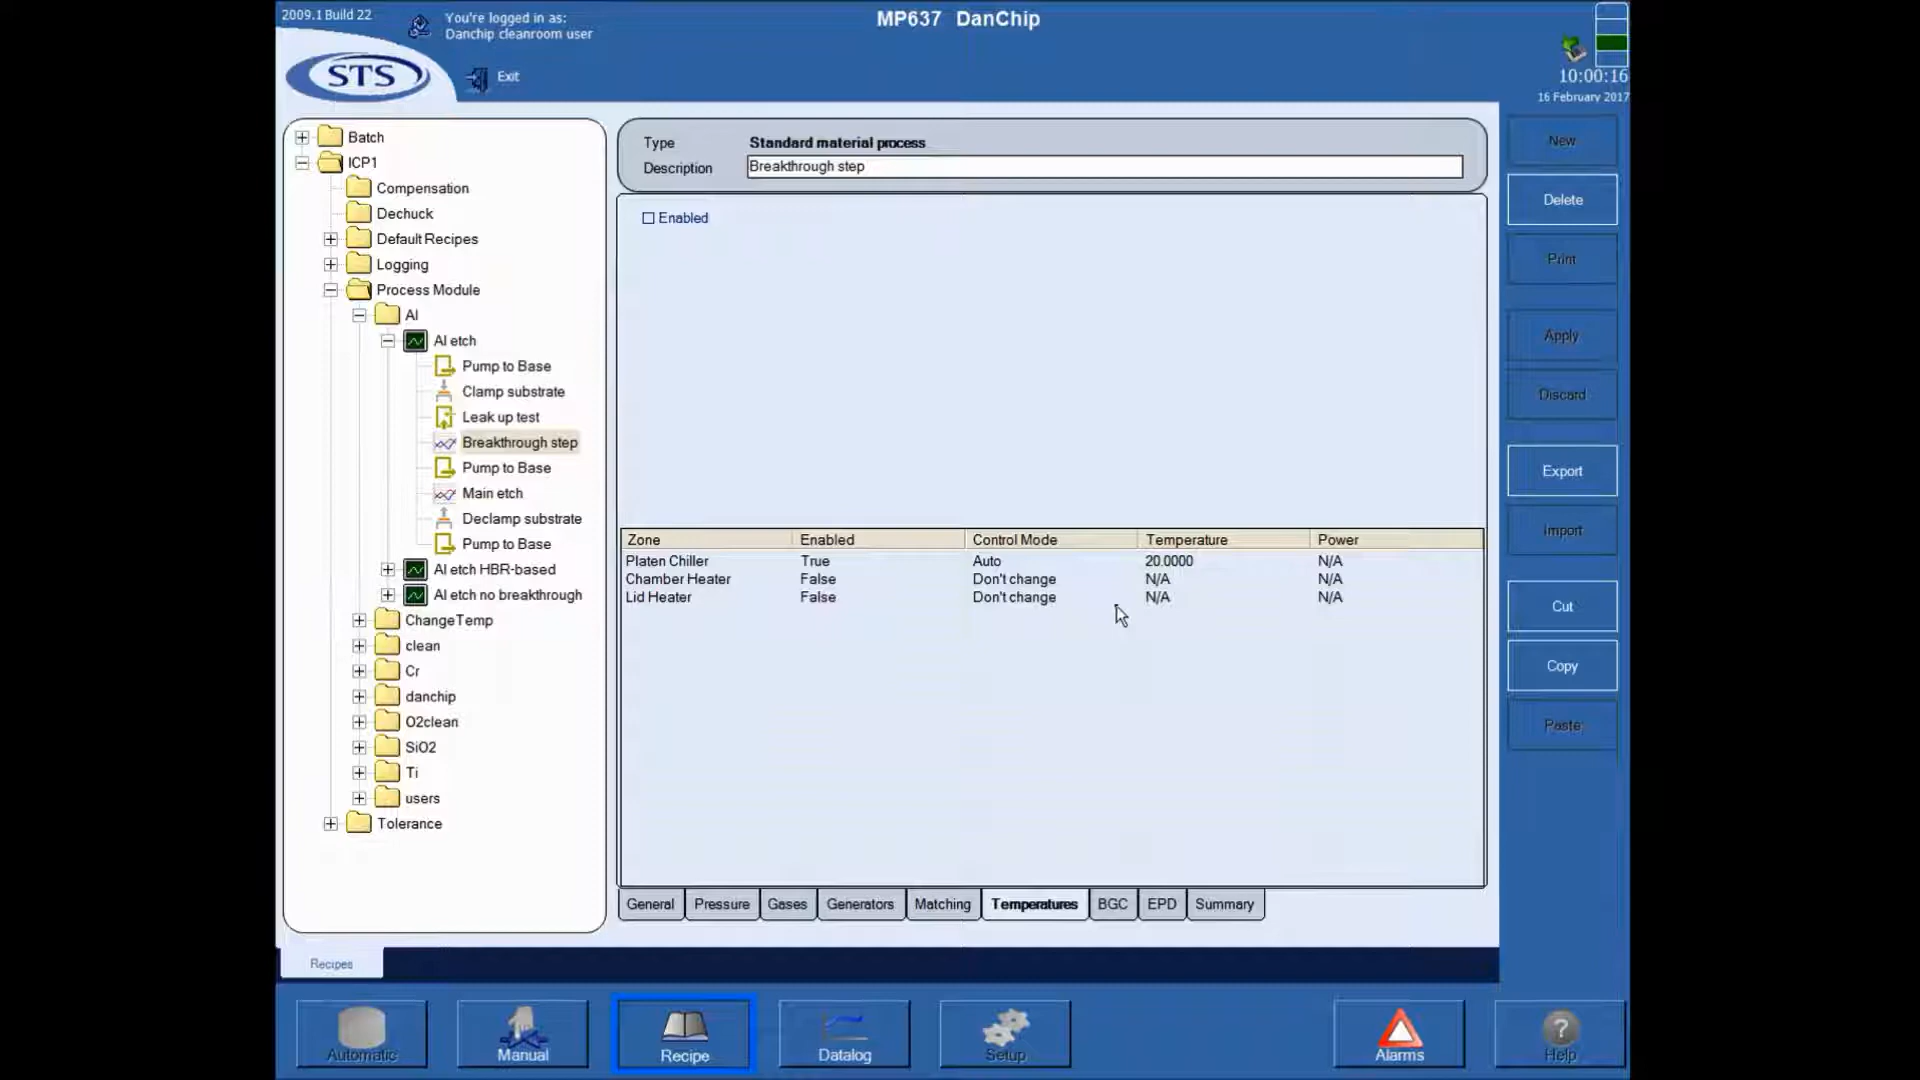 2009.1 Build 22
You're logged in as:
Danchip cleanroom user
MP637 DanChip
STS
Exit
10:00:16
16 February 2017
Batch
ICP1
Compensation
Dechuck
Default Recipes
Logging
Process Module
Al
Al etch
Pump to Base
Clamp substrate
Leak up test
Breakthrough step
Pump to Base
Main etch
Declamp substrate
Pump to Base
Al etch HBR-based
Al etch no breakthrough
ChangeTemp
clean
Cr
danchip
O2clean
SiO2
Ti
users
Tolerance
Type Standard material process
Description Breakthrough step
Enabled
Zone Enabled Control Mode Temperature Power
Platen Chiller True Auto 20.0000 N/A
Chamber Heater False Don't change N/A N/A
Lid Heater False Don't change N/A N/A
General Pressure Gases Generators Matching Temperatures BGC EPD Summary
New
Delete
Print
Apply
Discard
Export
Import
Cut
Copy
Paste
Recipes
Automatic Manual Recipe Datalog Setup Alarms Help